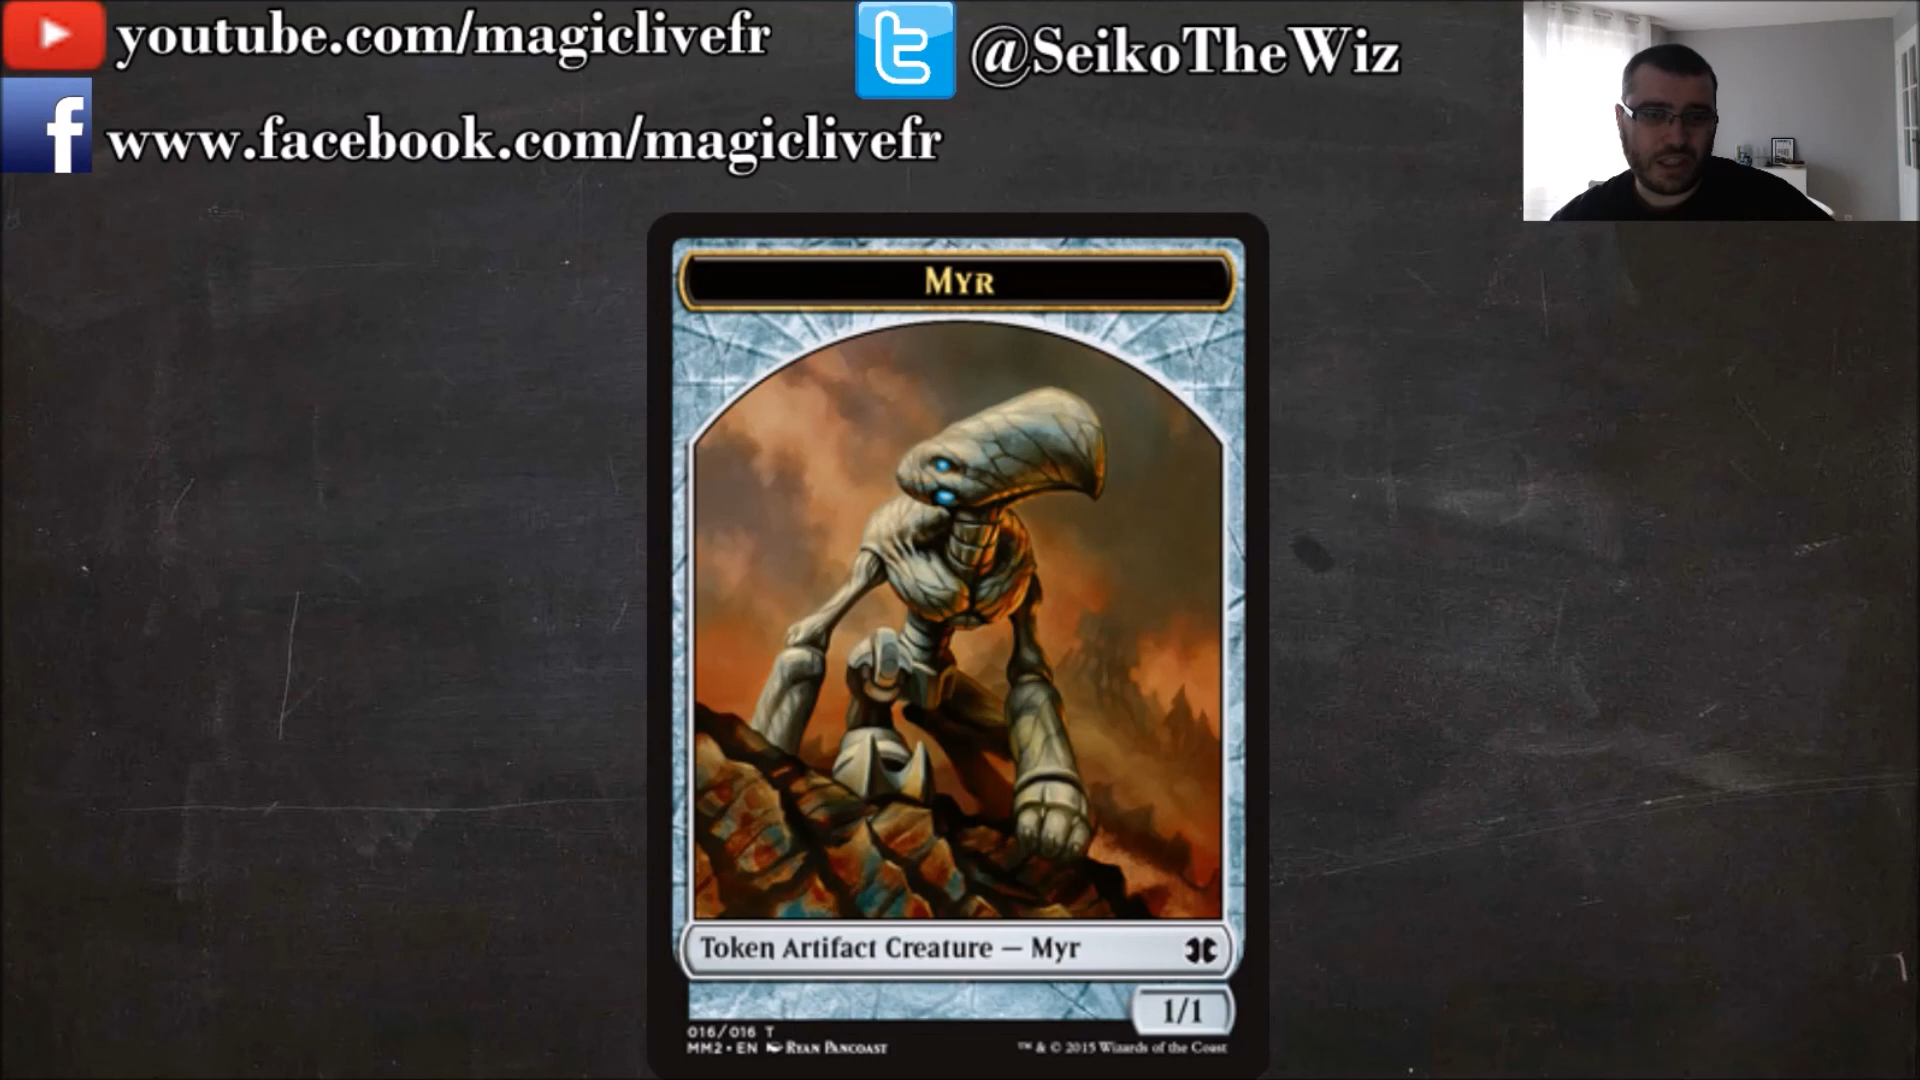 youtube.com/magiclivefr
@SeikoTheWiz
www.facebook.com/magiclivefr
Myr
Token Artifact Creature — Myr
1/1
016/016 T
MM2 • EN Ryan Pancoast
™ & © 2015 Wizards of the Coast